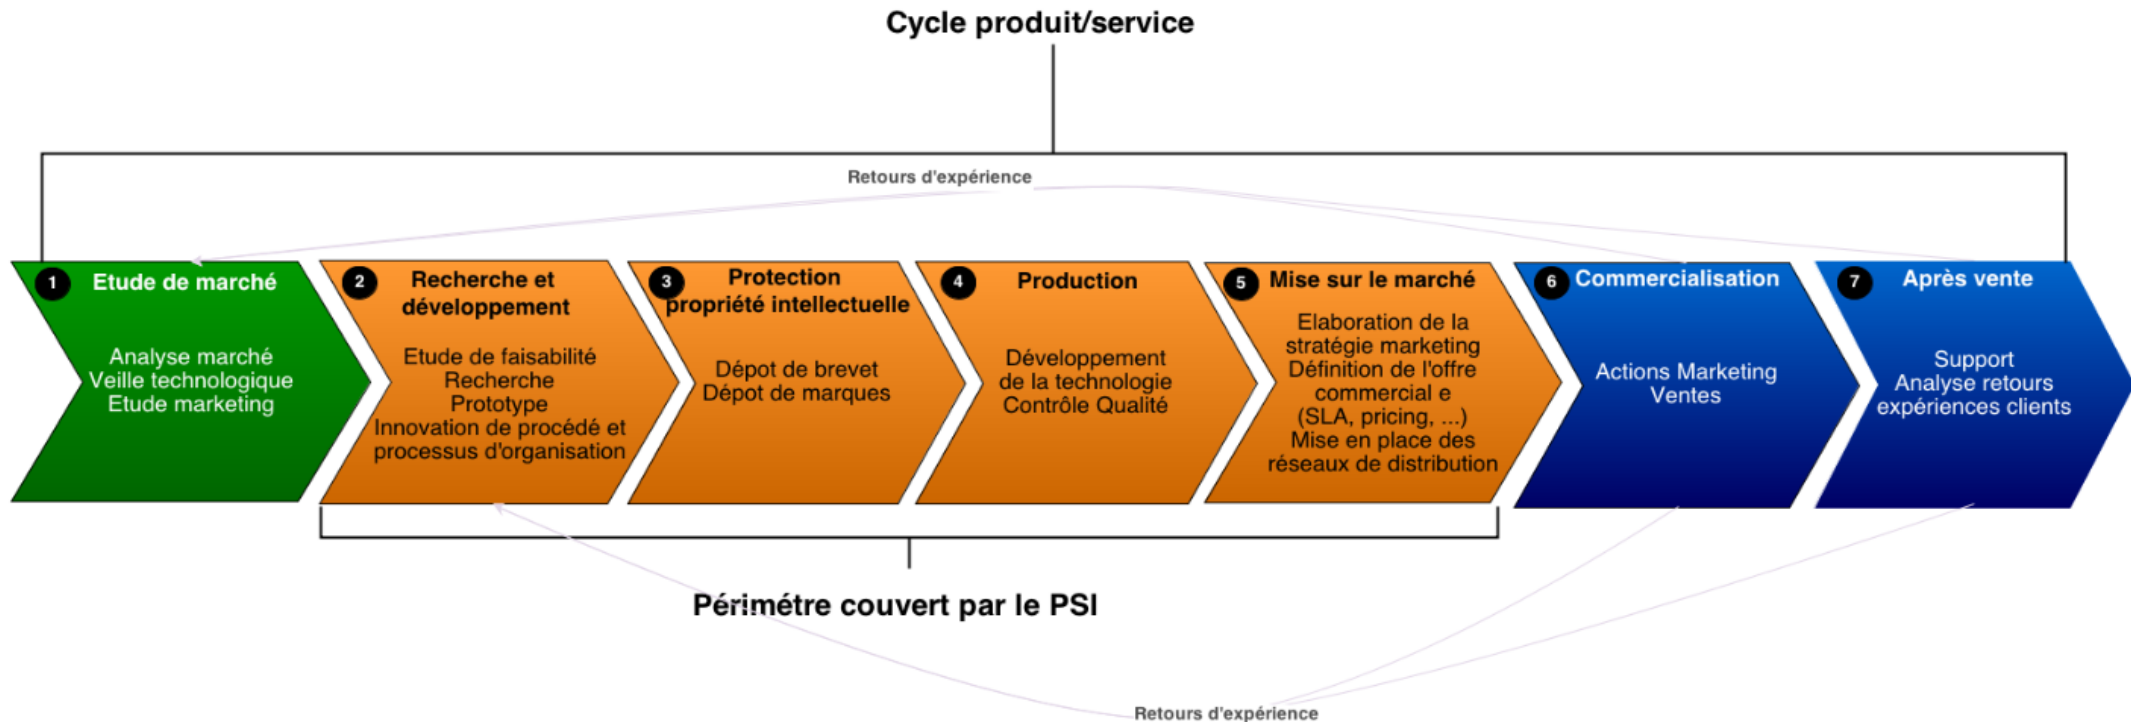 Cycle produit/service
Retours d'expérience
1
Etude de marché
Analyse marché
Veille technologique
Etude marketing
2
Recherche et
développement
Etude de faisabilité
Recherche
Prototype
Innovation de procédé et
processus d'organisation
3
Protection
propriété intellectuelle
Dépot de brevet
Dépot de marques
4
Production
Développement
de la technologie
Contrôle Qualité
5
Mise sur le marché
Elaboration de la
stratégie marketing
Définition de l'offre
commercial e
(SLA, pricing, ...)
Mise en place des
réseaux de distribution
6
Commercialisation
Actions Marketing
Ventes
7
Après vente
Support
Analyse retours
expériences clients
Périmétre couvert par le PSI
Retours d'expérience